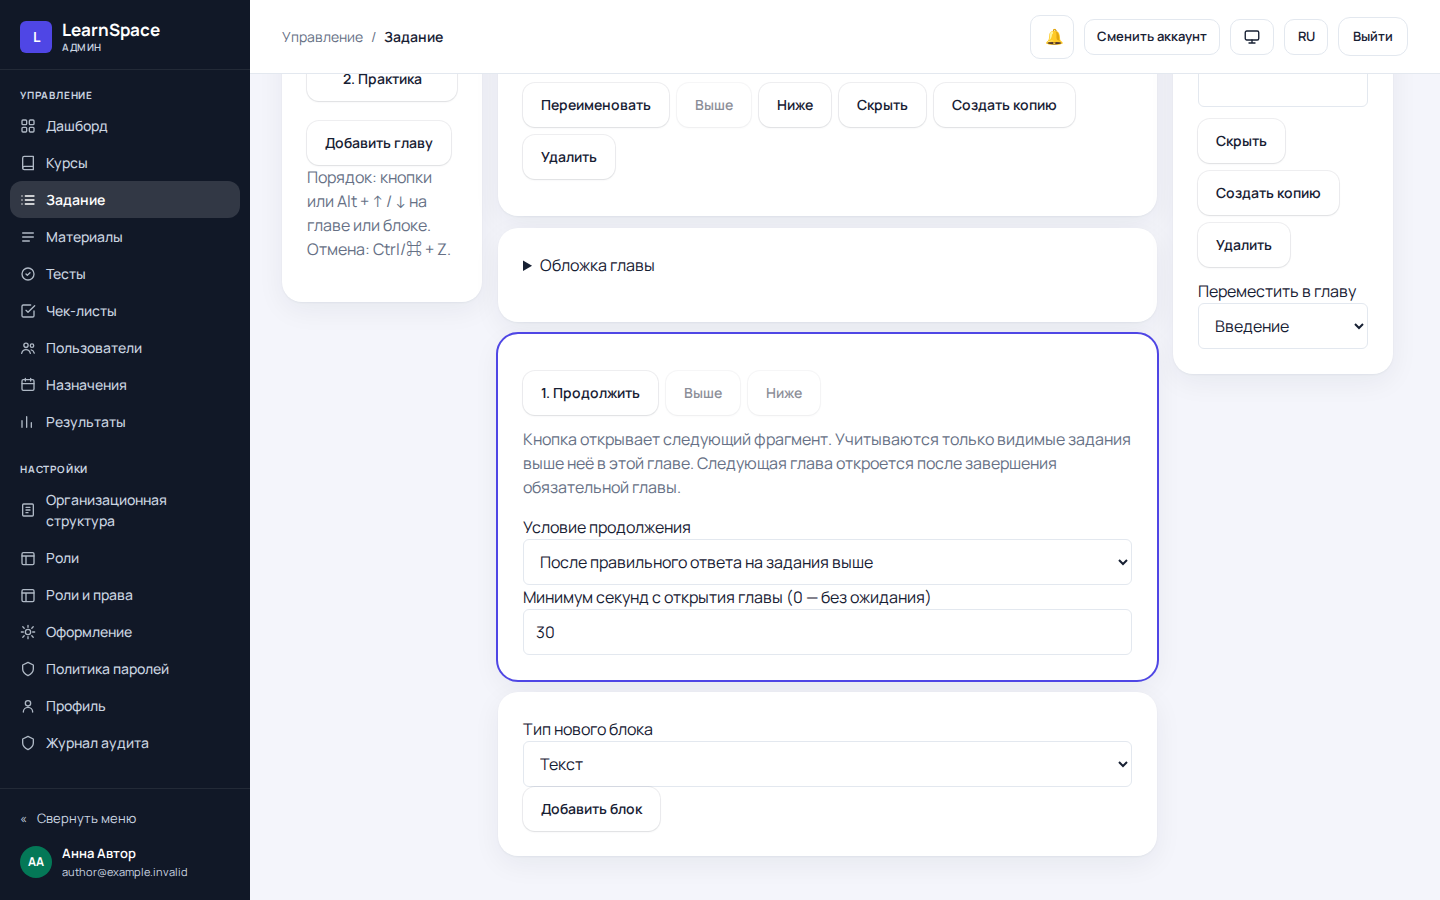 L
LearnSpace
АДМИН
УПРАВЛЕНИЕ
Дашборд
Курсы
Задание
Материалы
Тесты
Чек-листы
Пользователи
Назначения
Результаты
НАСТРОЙКИ
Организационная
структура
Роли
Роли и права
Оформление
Политика паролей
Профиль
Журнал аудита
« Свернуть меню
АА
Анна Автор
author@example.invalid
Управление / Задание
Сменить аккаунт
RU
Выйти
2. Практика
Добавить главу
Порядок: кнопки
или Alt + ↑ / ↓ на
главе или блоке.
Отмена: Ctrl/⌘ + Z.
Переименовать Выше Ниже Скрыть Создать копию
Удалить
▶ Обложка главы
1. Продолжить Выше Ниже
Кнопка открывает следующий фрагмент. Учитываются только видимые задания
выше неё в этой главе. Следующая глава откроется после завершения
обязательной главы.
Условие продолжения
После правильного ответа на задания выше
Минимум секунд с открытия главы (0 — без ожидания)
30
Тип нового блока
Текст
Добавить блок
Скрыть
Создать копию
Удалить
Переместить в главу
Введение